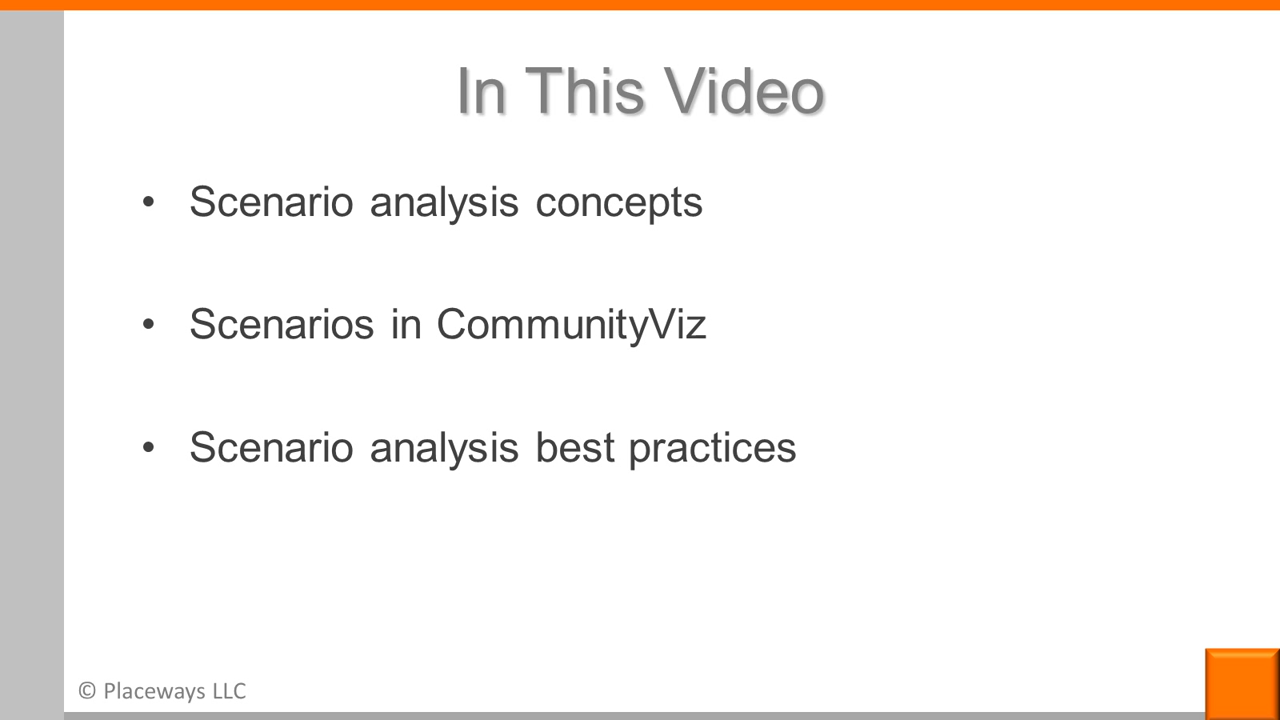 In This Video
• Scenario analysis concepts
• Scenarios in CommunityViz
• Scenario analysis best practices
© Placeways LLC